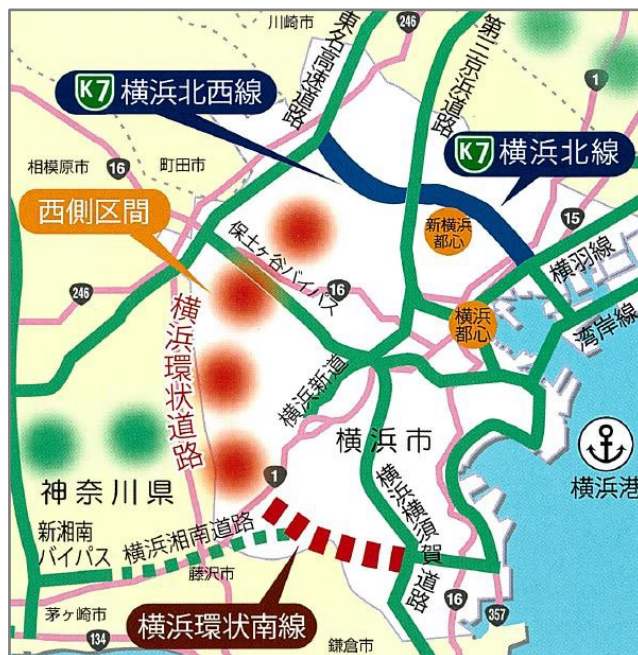 川崎市
246
東名高速道路
第三京浜道路
1
K7 横浜北西線
K7 横浜北線
相模原市
16
町田市
西側区間
新横浜
都心
15
保土ヶ谷バイパス
16
横羽線
246
横浜環状道路
横浜
都心
湾岸線
横浜新道
横浜市
横浜港
1
神奈川県
横浜横須賀道路
新湘南
バイパス
横浜湘南道路
藤沢市
16
357
茅ヶ崎市
134
横浜環状南線
鎌倉市